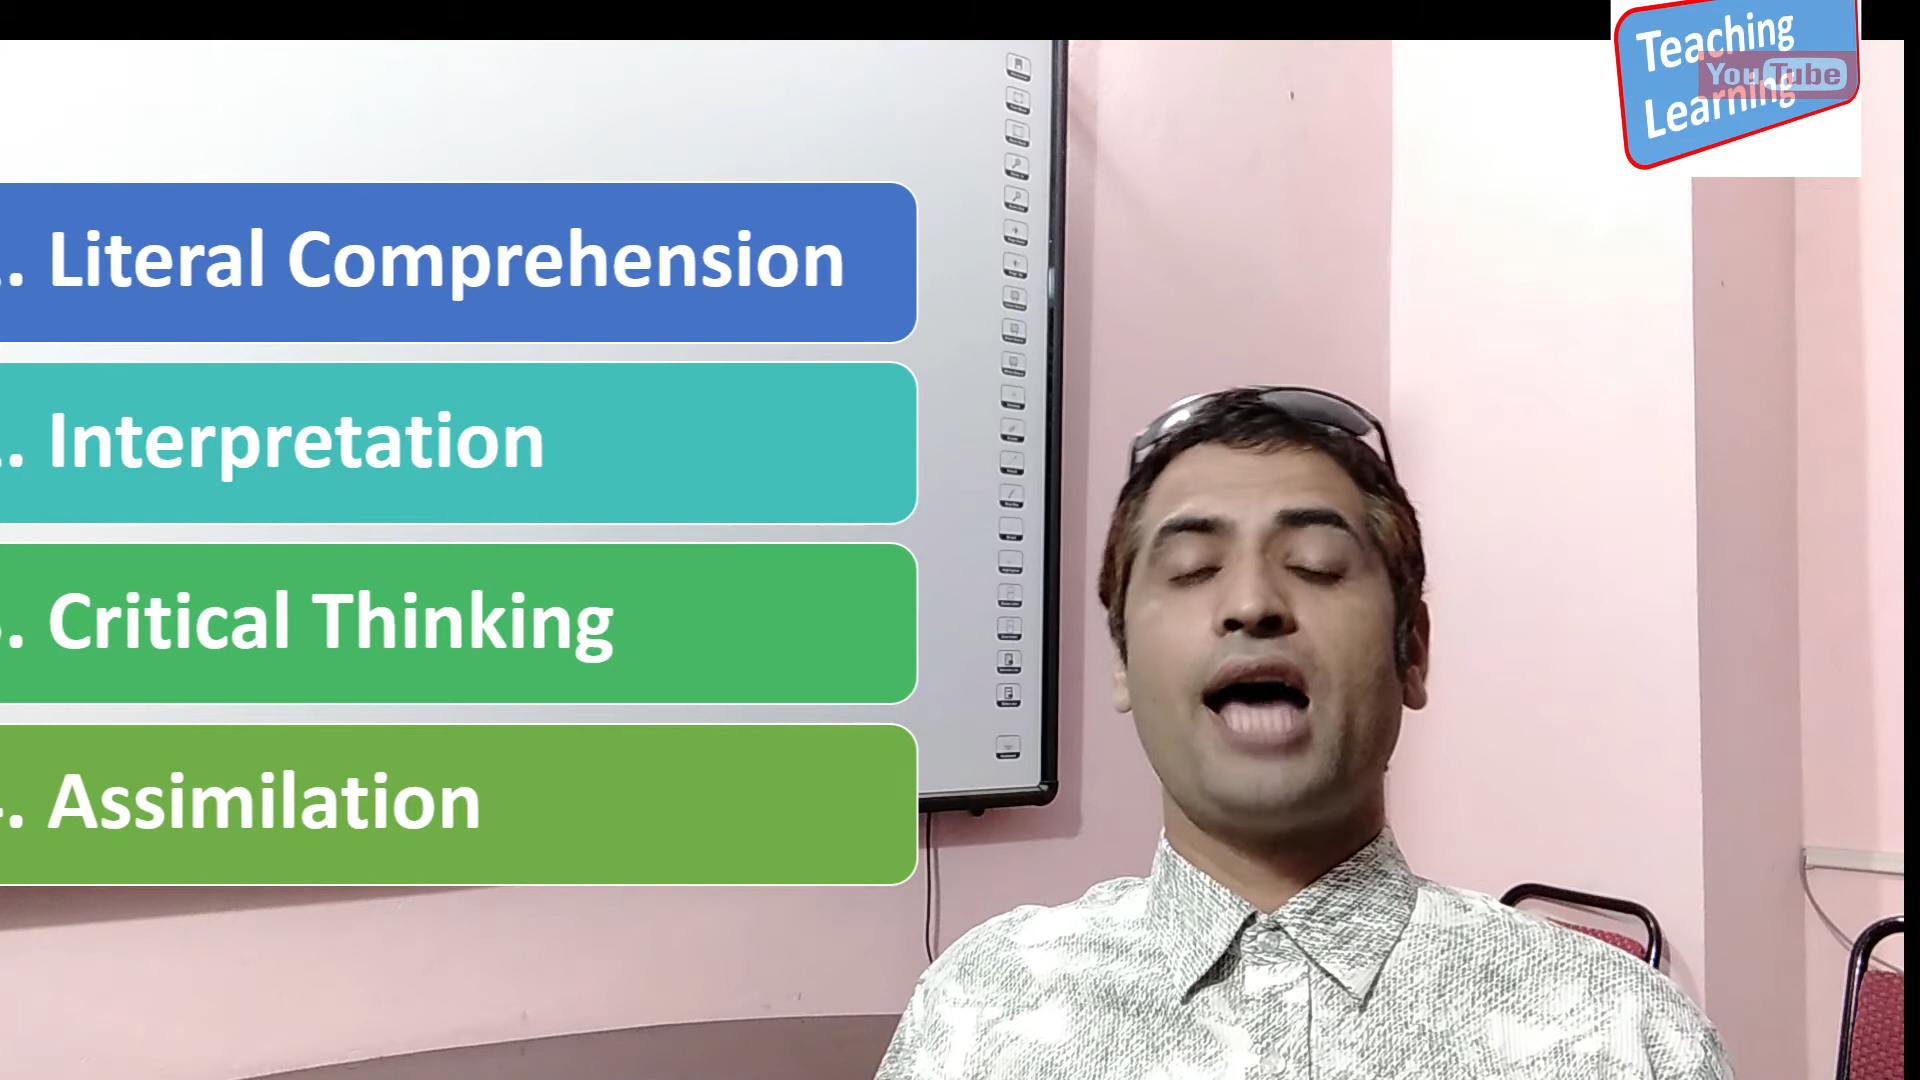 Teaching
YouTube
Learning
. Literal Comprehension
. Interpretation
. Critical Thinking
. Assimilation